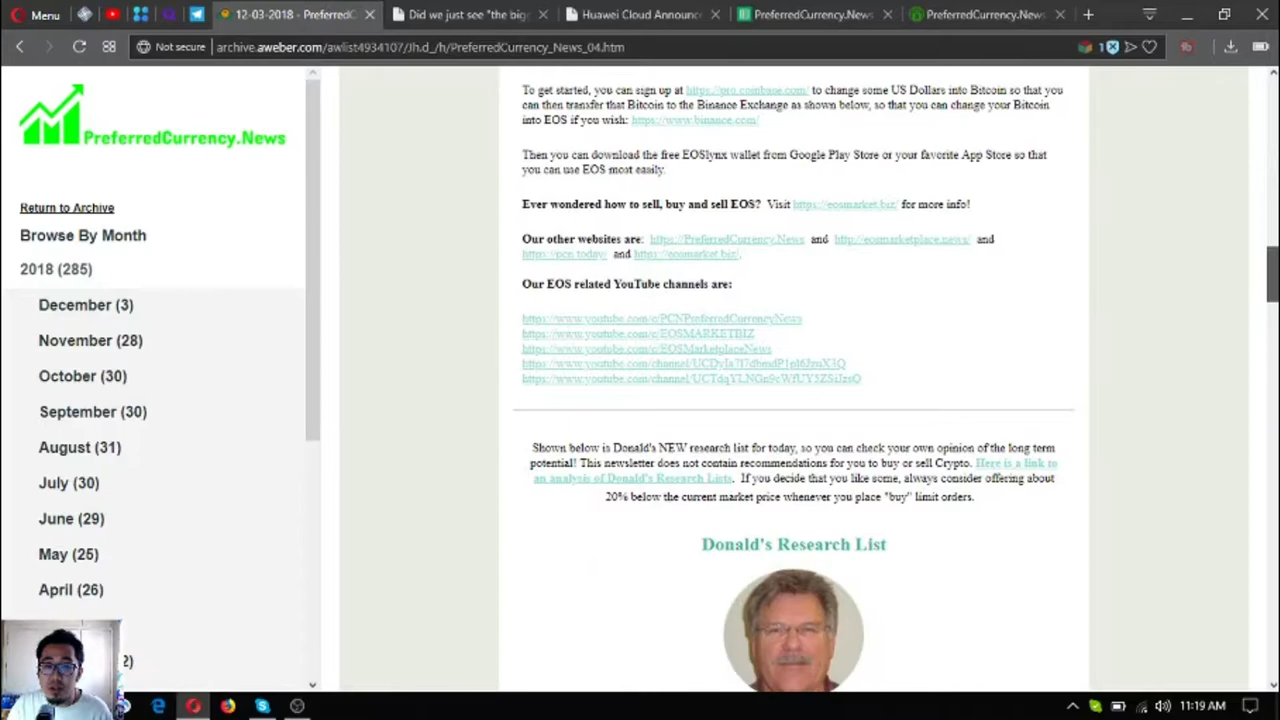 Menu
12-03-2018 - PreferredC
Did we just see "the big
Huawei Cloud Announc
PreferredCurrency.News
PreferredCurrency.News
Not secure
archive.aweber.com/awlist4934107/Jh.d_/h/PreferredCurrency_News_04.htm
1
PreferredCurrency.News
Return to Archive
Browse By Month
2018 (285)
December (3)
November (28)
October (30)
September (30)
August (31)
July (30)
June (29)
May (25)
April (26)
2)
To get started, you can sign up at https://pro.coinbase.com/ to change some US Dollars into Bitcoin so that you
can then transfer that Bitcoin to the Binance Exchange as shown below, so that you can change your Bitcoin
into EOS if you wish: https://www.binance.com/
Then you can download the free EOSlynx wallet from Google Play Store or your favorite App Store so that
you can use EOS most easily.
Ever wondered how to sell, buy and sell EOS? Visit https://eosmarket.biz/ for more info!
Our other websites are: https://PreferredCurrency.News and http://eosmarketplace.news/ and
https://pcn.today/ and https://eosmarket.biz/.
Our EOS related YouTube channels are:
https://www.youtube.com/c/PCNPreferredCurrencyNews
https://www.youtube.com/c/EOSMARKETBIZ
https://www.youtube.com/c/EOSMarketplaceNews
Shown below is Donald's NEW research list for today, so you can check your own opinion of the long term
potential! This newsletter does not contain recommendations for you to buy or sell Crypto. Here is a link to
an analysis of Donald's Research Lists. If you decide that you like some, always consider offering about
20% below the current market price whenever you place "buy" limit orders.
Donald's Research List
11:19 AM